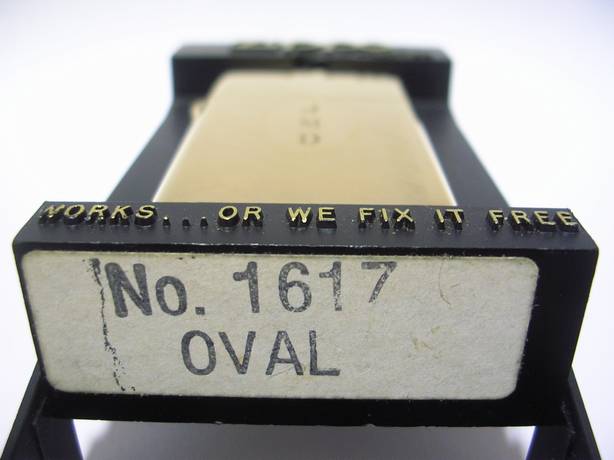 WORKS... OR WE FIX IT FREE
No. 1617
OVAL